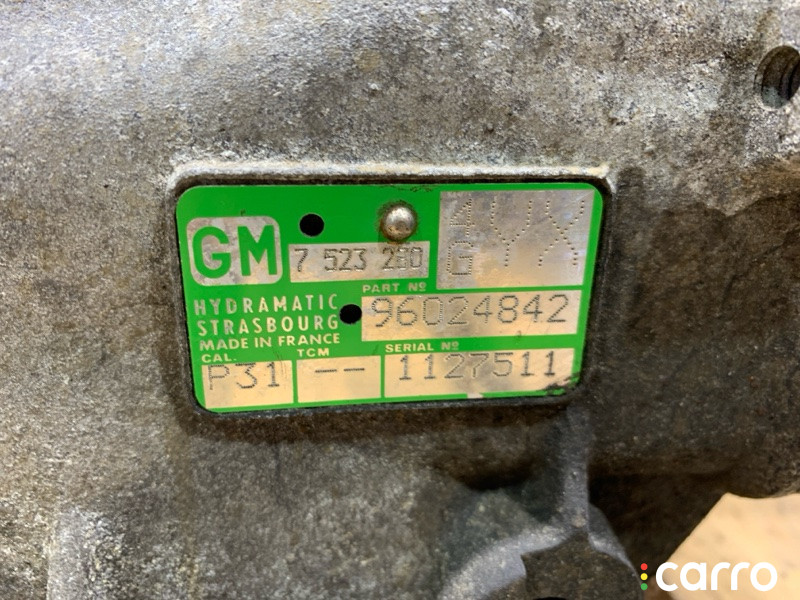 GM
7 523 280
PART Nº
HYDRAMATIC
STRASBOURG
96024842
MADE IN FRANCE
CAL.
TCM
SERIAL Nº
P31
--
1127511
carro